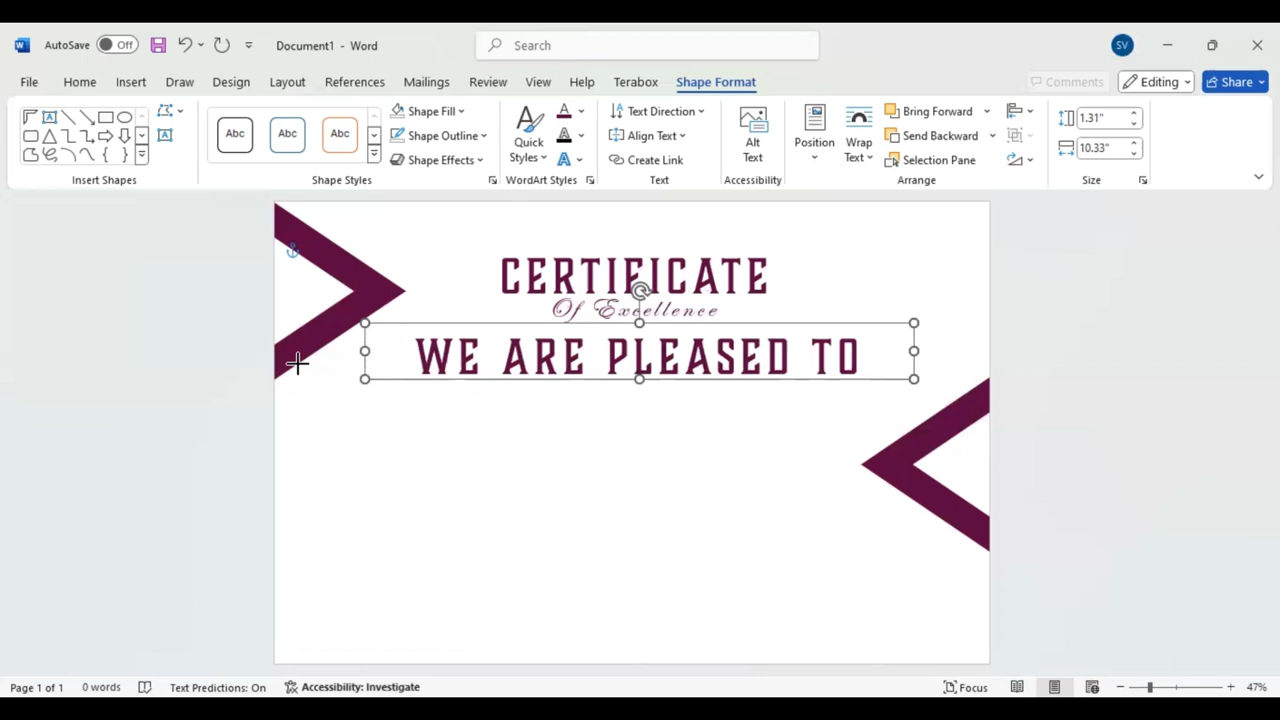 AutoSave Off Document1 - Word Search SV
File Home Insert Draw Design Layout References Mailings Review View Help Terabox Shape Format Comments Editing Share
Shape Fill Text Direction Bring Forward 1.31"
Abc Abc Abc Shape Outline Quick Styles Align Text Alt Text Position Wrap Text Send Backward 10.33"
Shape Effects Create Link Selection Pane
Insert Shapes Shape Styles WordArt Styles Text Accessibility Arrange Size
CERTIFICATE
Of Excellence
WE ARE PLEASED TO
Page 1 of 1 0 words Text Predictions: On Accessibility: Investigate Focus 47%